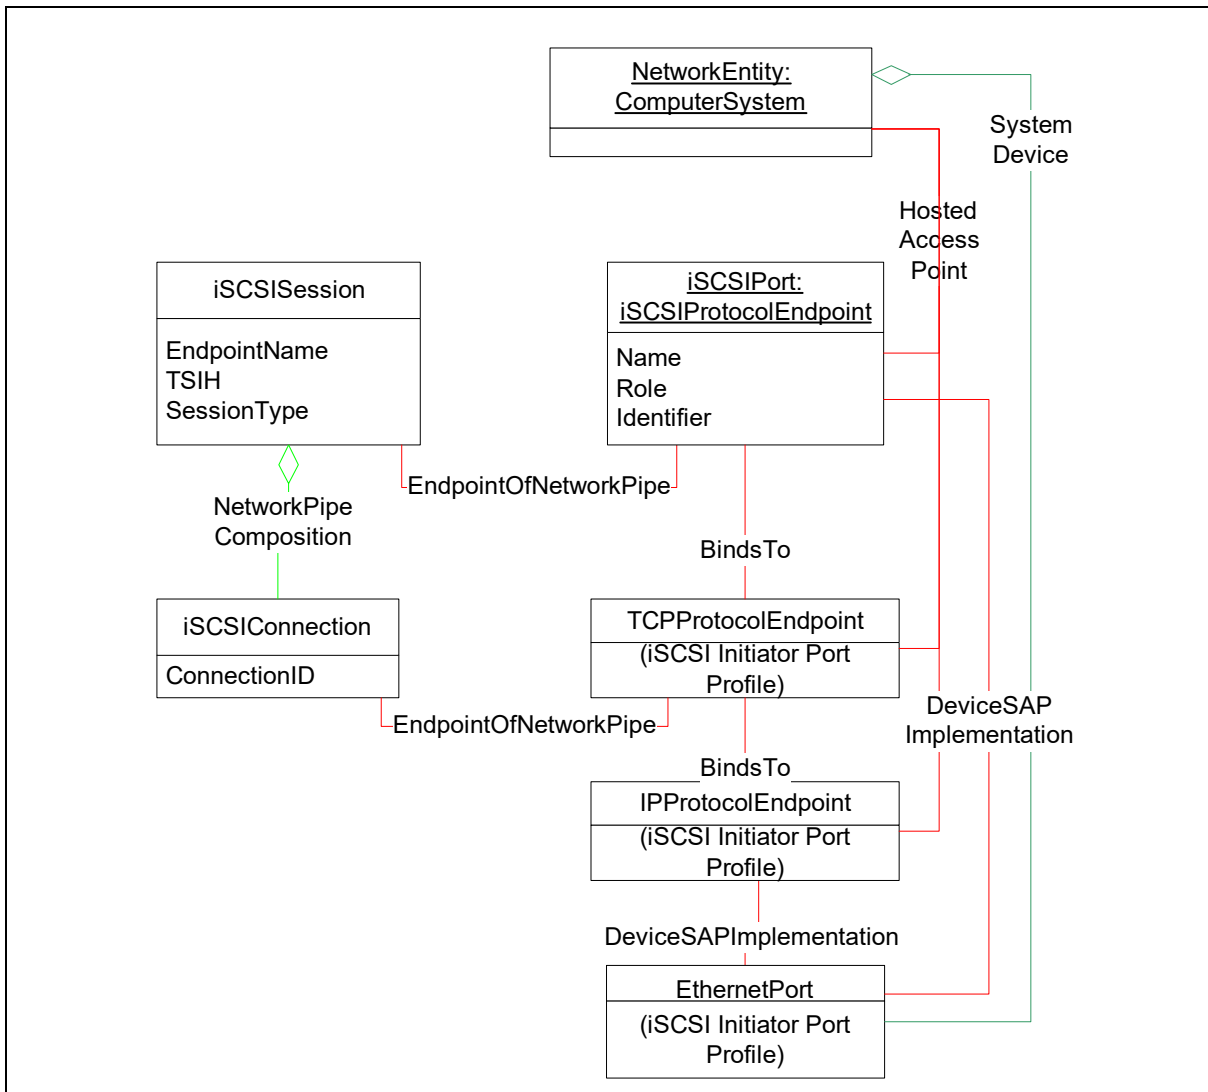 NetworkEntity:
ComputerSystem
System
Device
Hosted
Access
Point
iSCSISession
EndpointName
TSIH
SessionType
iSCSIPort:
iSCSIProtocolEndpoint
Name
Role
Identifier
EndpointOfNetworkPipe
NetworkPipe
Composition
BindsTo
iSCSIConnection
ConnectionID
TCPProtocolEndpoint
(iSCSI Initiator Port
Profile)
EndpointOfNetworkPipe
DeviceSAP
Implementation
BindsTo
IPProtocolEndpoint
(iSCSI Initiator Port
Profile)
DeviceSAPImplementation
EthernetPort
(iSCSI Initiator Port
Profile)